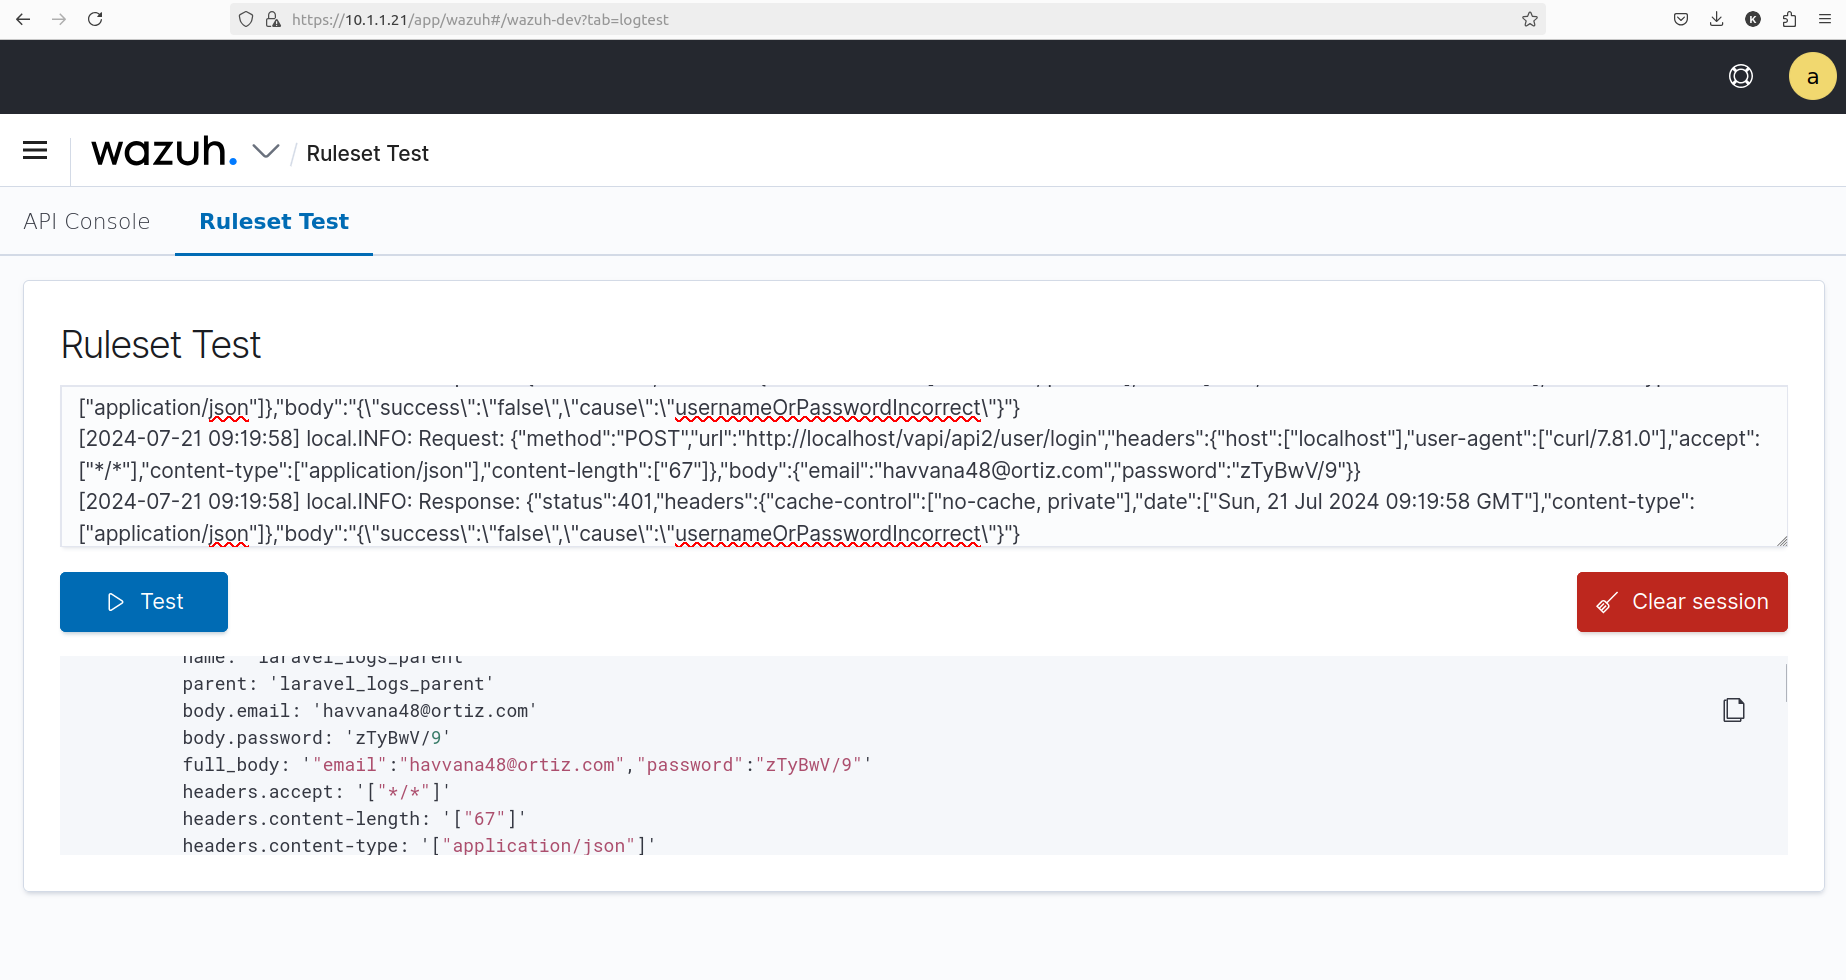 https://10.1.1.21/app/wazuh#/wazuh-dev?tab=logtest
K
a
wazuh. / Ruleset Test
API Console Ruleset Test
Ruleset Test
["application/json"]},"body":"{\"success\":\"false\",\"cause\":\"usernameOrPasswordIncorrect\"}"}
[2024-07-21 09:19:58] local.INFO: Request: {"method":"POST","url":"http://localhost/vapi/api2/user/login","headers":{"host":["localhost"],"user-agent":["curl/7.81.0"],"accept":
["*/*"],"content-type":["application/json"],"content-length":["67"]},"body":{"email":"havvana48@ortiz.com","password":"zTyBwV/9"}}
[2024-07-21 09:19:58] local.INFO: Response: {"status":401,"headers":{"cache-control":["no-cache, private"],"date":["Sun, 21 Jul 2024 09:19:58 GMT"],"content-type":
["application/json"]},"body":"{\"success\":\"false\",\"cause\":\"usernameOrPasswordIncorrect\"}"}
Test Clear session
name: 'laravel_logs_parent'
parent: 'laravel_logs_parent'
body.email: 'havvana48@ortiz.com'
body.password: 'zTyBwV/9'
full_body: '"email":"havvana48@ortiz.com","password":"zTyBwV/9"'
headers.accept: '["*/*"]'
headers.content-length: '["67"]'
headers.content-type: '["application/json"]'